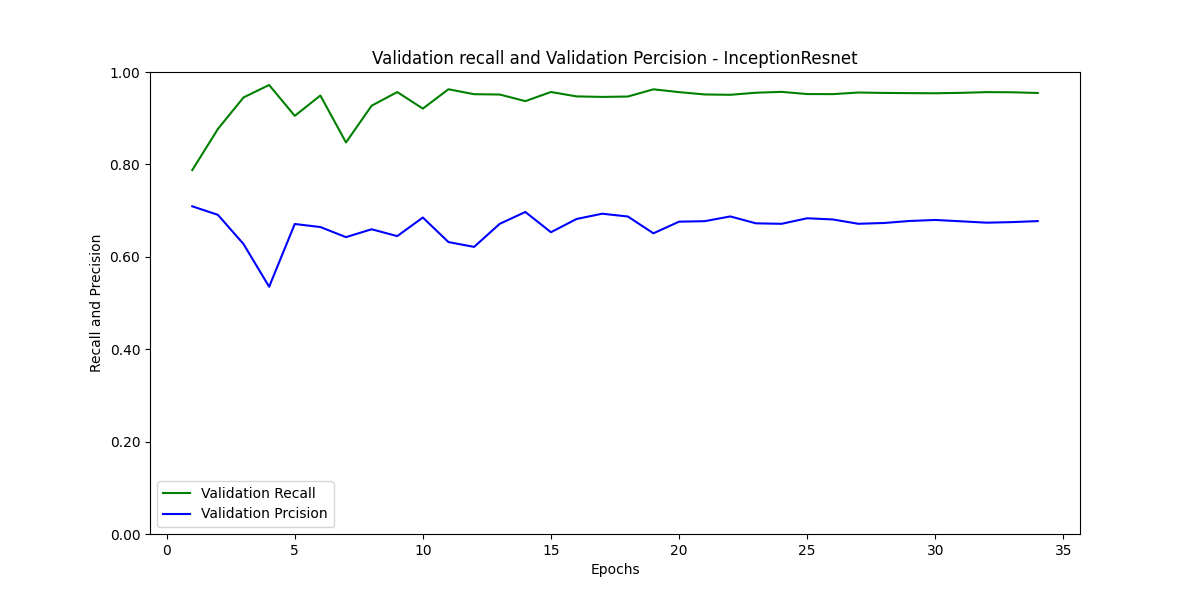 Validation recall and Validation Percision - InceptionResnet
1.00
0.80
0.60
0.40
0.20
0.00
Recall and Precision
Validation Recall
Validation Prcision
0 5 10 15 20 25 30 35
Epochs